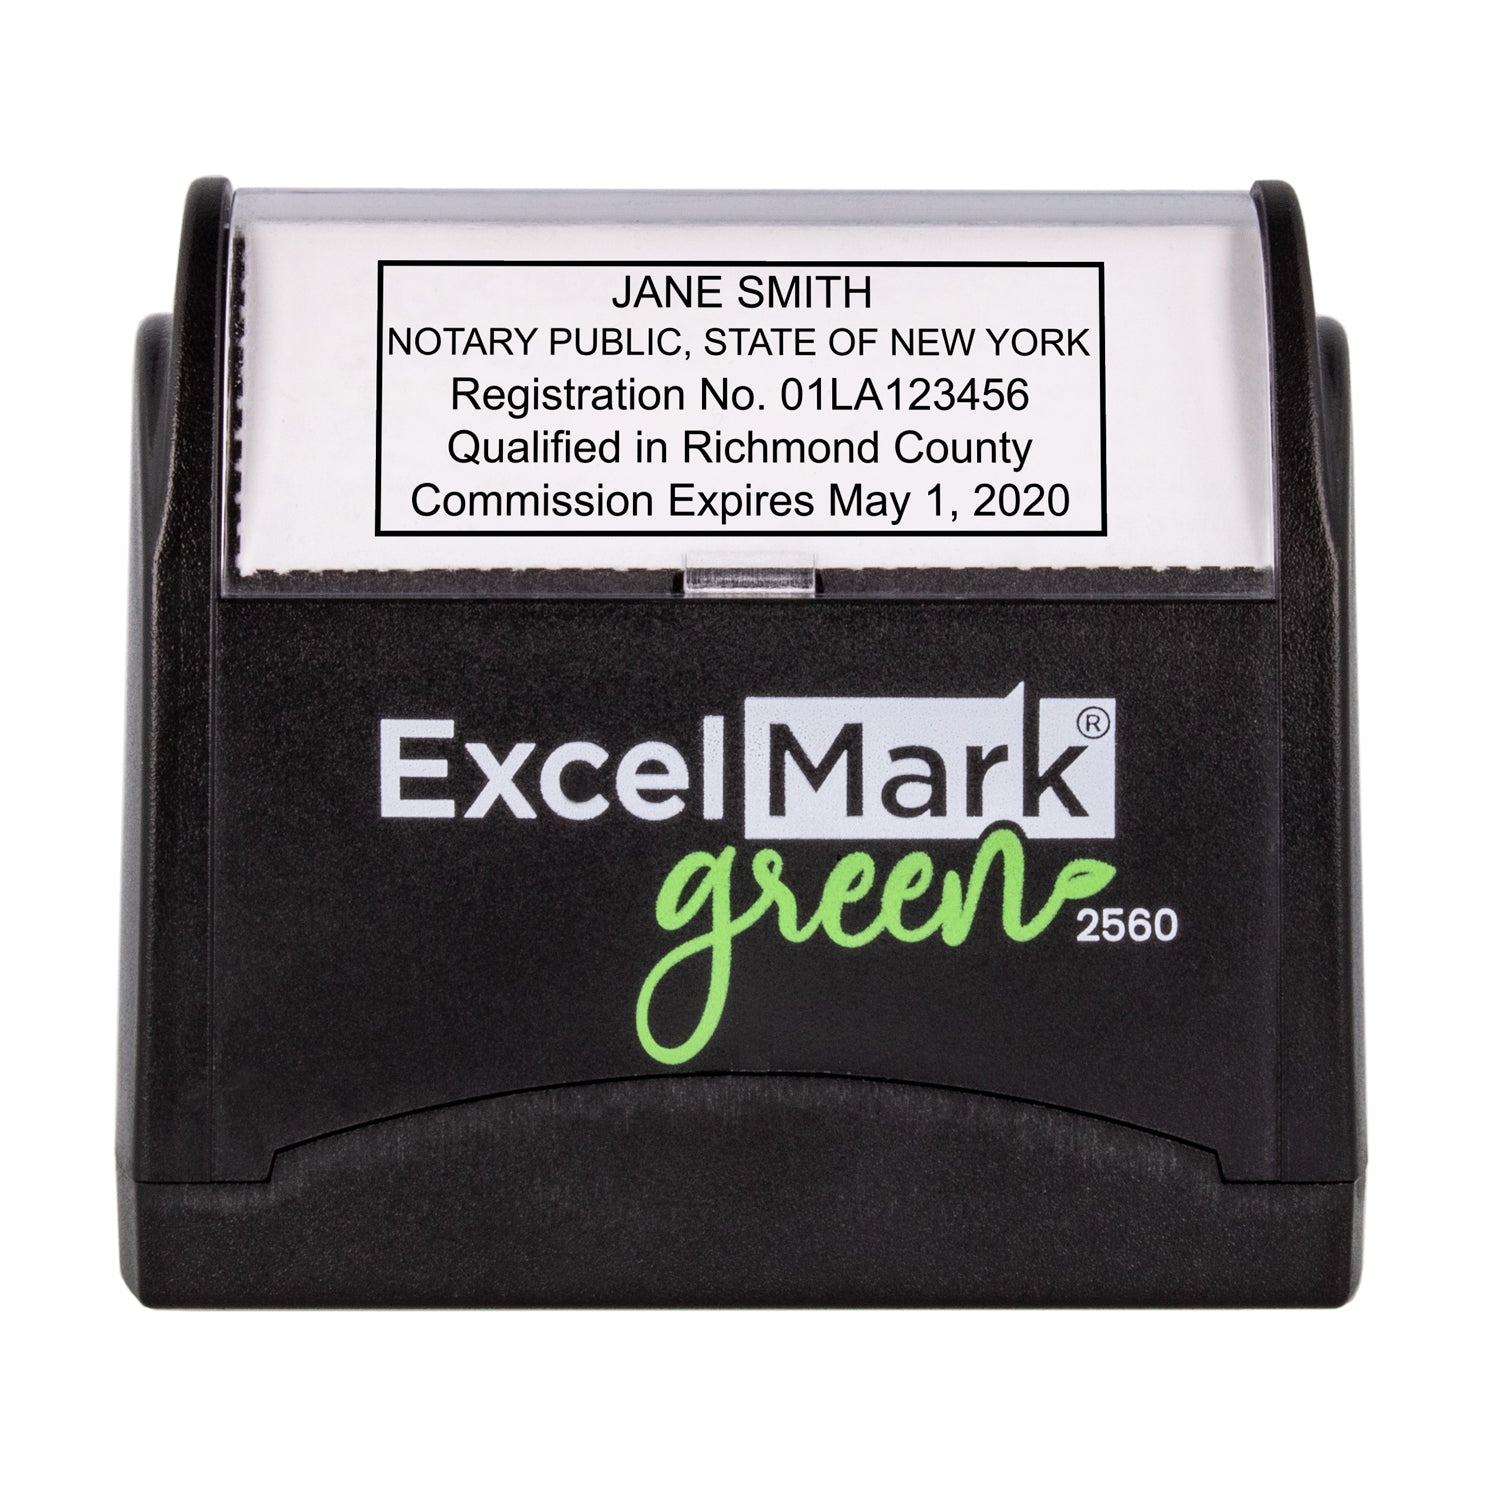 JANE SMITH
NOTARY PUBLIC, STATE OF NEW YORK
Registration No. 01LA123456
Qualified in Richmond County
Commission Expires May 1, 2020
ExcelMark®
green
2560